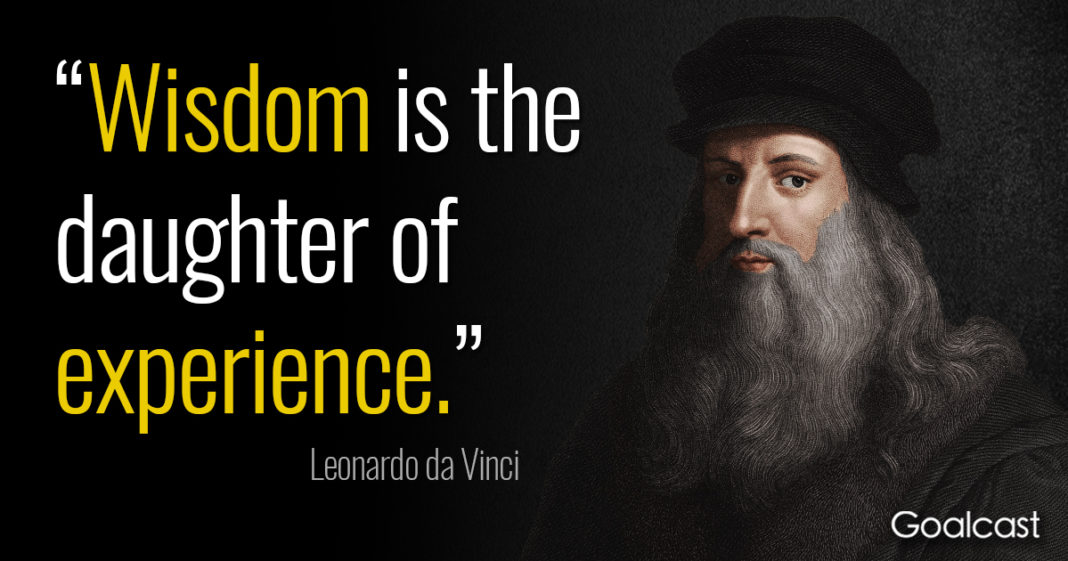 “Wisdom is the
daughter of
experience.”
Leonardo da Vinci
Goalcast